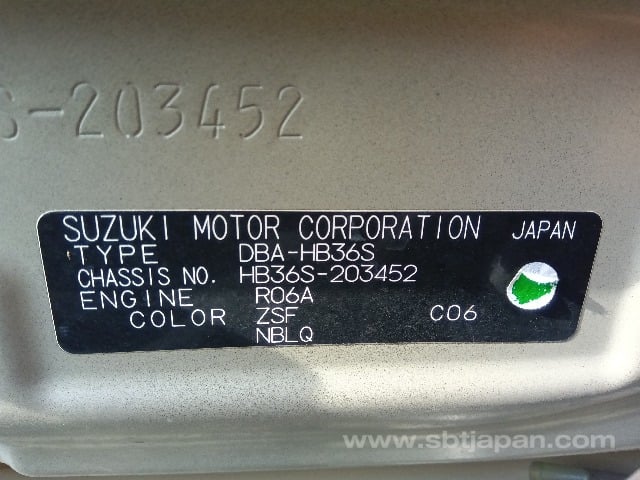 S-203452
SUZUKI MOTOR CORPORATION JAPAN
TYPE DBA-HB36S
CHASSIS NO. HB36S-203452
ENGINE R06A
COLOR ZSF C06
NBLQ
www.sbtjapan.com